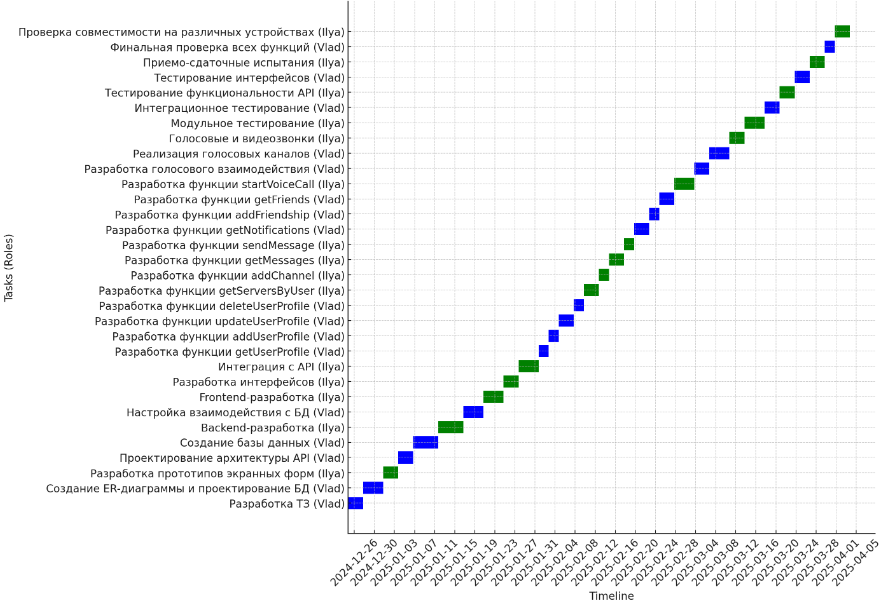 Проверка совместимости на различных устройствах (Ilya)
Финальная проверка всех функций (Vlad)
Приемо-сдаточные испытания (Ilya)
Тестирование интерфейсов (Vlad)
Тестирование функциональности API (Ilya)
Интеграционное тестирование (Vlad)
Модульное тестирование (Ilya)
Голосовые и видеозвонки (Ilya)
Реализация голосовых каналов (Vlad)
Разработка голосового взаимодействия (Vlad)
Разработка функции startVoiceCall (Ilya)
Разработка функции getFriends (Vlad)
Разработка функции addFriendship (Vlad)
Разработка функции getNotifications (Vlad)
Разработка функции sendMessage (Ilya)
Разработка функции getMessages (Ilya)
Разработка функции addChannel (Ilya)
Разработка функции getServersByUser (Ilya)
Разработка функции deleteUserProfile (Vlad)
Разработка функции updateUserProfile (Vlad)
Разработка функции addUserProfile (Vlad)
Разработка функции getUserProfile (Vlad)
Интеграция с API (Ilya)
Разработка интерфейсов (Ilya)
Frontend-разработка (Ilya)
Настройка взаимодействия с БД (Vlad)
Backend-разработка (Ilya)
Создание базы данных (Vlad)
Проектирование архитектуры API (Vlad)
Разработка прототипов экранных форм (Ilya)
Создание ER-диаграммы и проектирование БД (Vlad)
Разработка ТЗ (Vlad)
Tasks (Roles)
2024-12-26
2024-12-30
2025-01-03
2025-01-07
2025-01-11
2025-01-15
2025-01-19
2025-01-23
2025-01-27
2025-01-31
2025-02-04
2025-02-08
2025-02-12
2025-02-16
2025-02-20
2025-02-24
2025-02-28
2025-03-04
2025-03-08
2025-03-12
2025-03-16
2025-03-20
2025-03-24
2025-03-28
2025-04-01
2025-04-05
Timeline